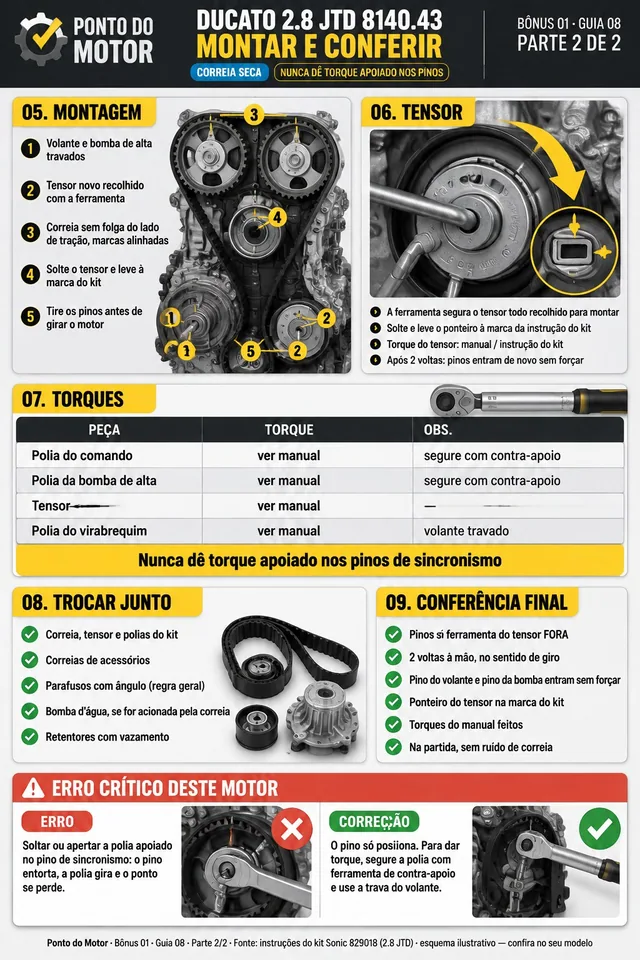 PONTO DO
MOTOR
DUCATO 2.8 JTD 8140.43
MONTAR E CONFERIR
CORREIA SECA
NUNCA DÊ TORQUE APOIADO NOS PINOS
BÔNUS 01 · GUIA 08
PARTE 2 DE 2
05. MONTAGEM
1 Volante e bomba de alta
travados
2 Tensor novo recolhido
com a ferramenta
3 Correia sem folga do lado
de tração, marcas alinhadas
4 Solte o tensor e leve à
marca do kit
5 Tire os pinos antes de
girar o motor
3
4
1
2
1
5
2
06. TENSOR
A ferramenta segura o tensor todo recolhido para montar
Solte e leve o ponteiro à marca da instrução do kit
Torque do tensor: manual / instrução do kit
Após 2 voltas: pinos entram de novo sem forçar
07. TORQUES
PEÇA TORQUE OBS.
Polia do comando ver manual segure com contra-apoio
Polia da bomba de alta ver manual segure com contra-apoio
Tensor ver manual —
Polia do virabrequim ver manual volante travado
Nunca dê torque apoiado nos pinos de sincronismo
08. TROCAR JUNTO
Correia, tensor e polias do kit
Correias de acessórios
Parafusos com ângulo (regra geral)
Bomba d'água, se for acionada pela correia
Retentores com vazamento
09. CONFERÊNCIA FINAL
Pinos si ferramenta do tensor FORA
2 voltas à mão, no sentido de giro
Pino do volante e pino da bomba entram sem forçar
Ponteiro do tensor na marca do kit
Torques do manual feitos
Na partida, sem ruido de correia
ERRO CRÍTICO DESTE MOTOR
ERRO
Soltar ou apertar a polia apoiado
no pino de sincronismo: o pino
entorta, a polia gira e o ponto
se perde.
CORREÇÃO
O pino só posiiona. Para dar
torque, segure a polia com
ferramenta de contra-apoio
e use a trava do volante.
Ponto do Motor · Bônus 01 · Guia 08 · Parte 2/2 · Fonte: instruções do kit Sonic 829018 (2.8 JTD) · esquema ilustrativo — confira no seu modelo